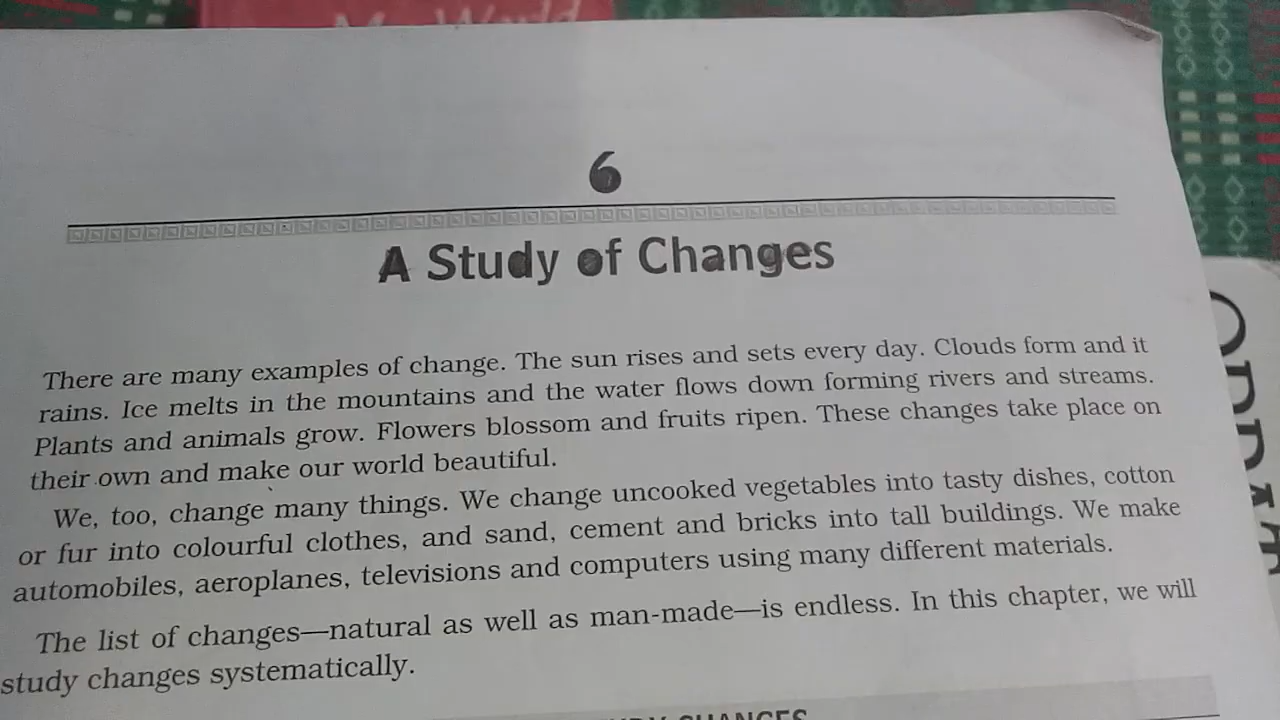 My World
6
A Study of Changes
There are many examples of change. The sun rises and sets every day. Clouds form and it
rains. Ice melts in the mountains and the water flows down forming rivers and streams.
Plants and animals grow. Flowers blossom and fruits ripen. These changes take place on
their own and make our world beautiful.
We, too, change many things. We change uncooked vegetables into tasty dishes, cotton
or fur into colourful clothes, and sand, cement and bricks into tall buildings. We make
automobiles, aeroplanes, televisions and computers using many different materials.
The list of changes—natural as well as man-made—is endless. In this chapter, we will
study changes systematically.
CHANGES